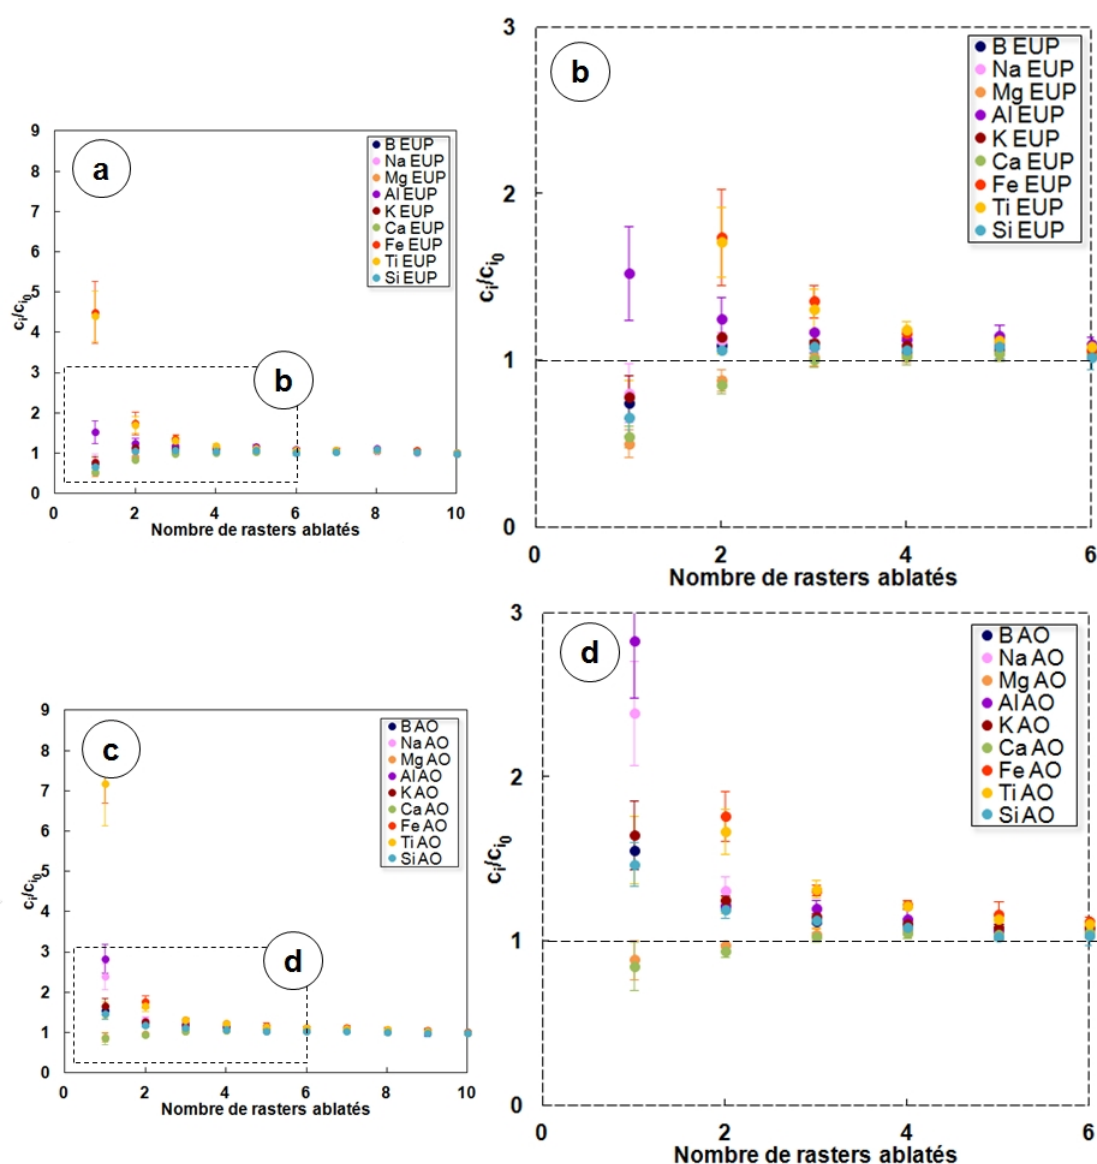 a
9
8
7
6
5
4
3
2
1
0
ci/ci0
B EUP
Na EUP
Mg EUP
Al EUP
K EUP
Ca EUP
Fe EUP
Ti EUP
Si EUP
b
0 2 4 6 8 10
Nombre de rasters ablatés
b
3
2
1
0
ci/ci0
B EUP
Na EUP
Mg EUP
Al EUP
K EUP
Ca EUP
Fe EUP
Ti EUP
Si EUP
0 2 4 6
Nombre de rasters ablatés
c
9
8
7
6
5
4
3
2
1
0
ci/ci0
B AO
Na AO
Mg AO
Al AO
K AO
Ca AO
Fe AO
Ti AO
Si AO
d
0 2 4 6 8 10
Nombre de rasters ablatés
d
3
2
1
0
ci/ci0
B AO
Na AO
Mg AO
Al AO
K AO
Ca AO
Fe AO
Ti AO
Si AO
0 2 4 6
Nombre de rasters ablatés